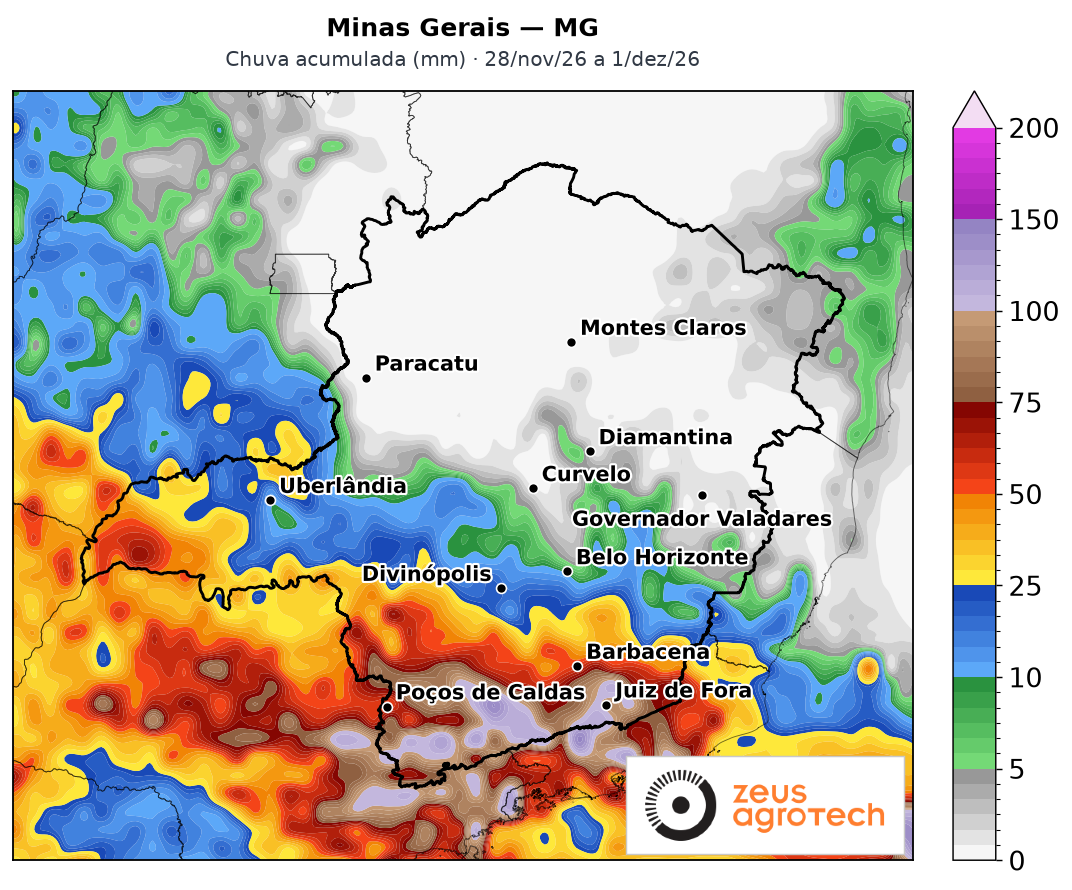 Minas Gerais — MG
Chuva acumulada (mm) · 28/nov/26 a 1/dez/26
200
150
100
75
50
25
10
5
0
Montes Claros
Paracatu
Diamantina
Curvelo
Uberlândia
Governador Valadares
Belo Horizonte
Divinópolis
Barbacena
Poços de Caldas
Juiz de Fora
zeus
agrotech